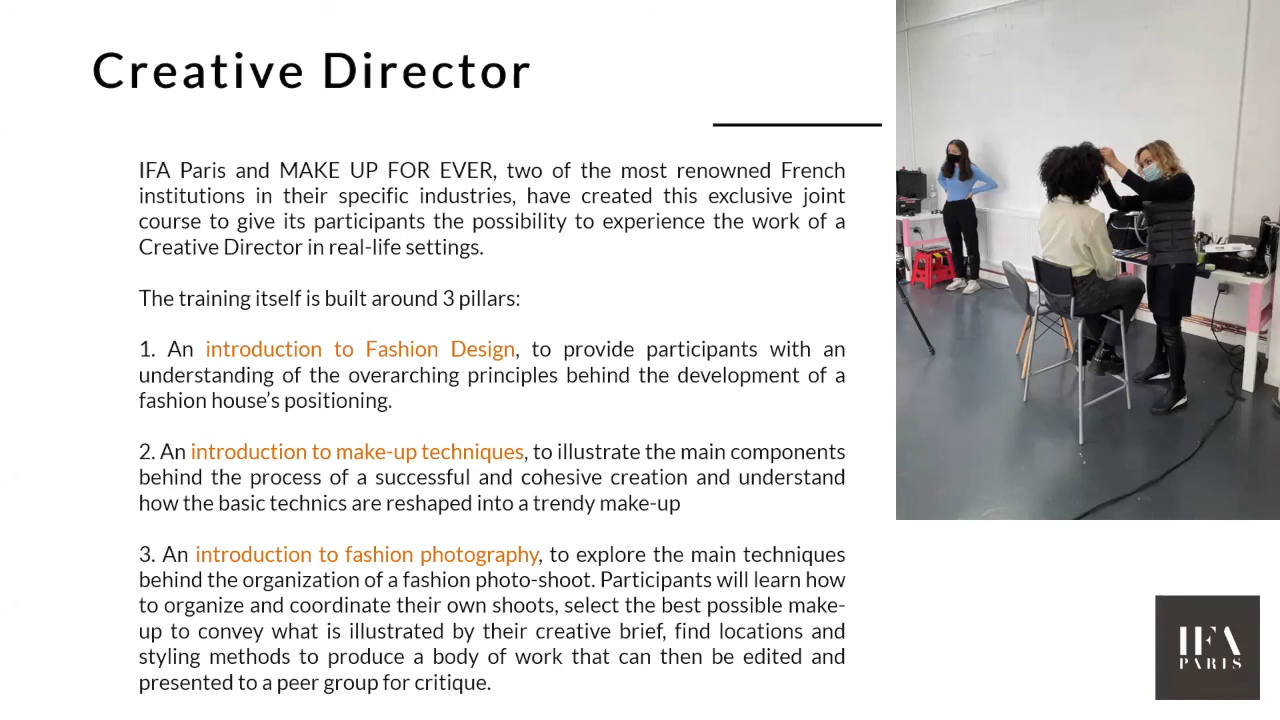 Creative Director
IFA Paris and MAKE UP FOR EVER, two of the most renowned French
institutions in their specific industries, have created this exclusive joint
course to give its participants the possibility to experience the work of a
Creative Director in real-life settings.
The training itself is built around 3 pillars:
1. An introduction to Fashion Design, to provide participants with an
understanding of the overarching principles behind the development of a
fashion house’s positioning.
2. An introduction to make-up techniques, to illustrate the main components
behind the process of a successful and cohesive creation and understand
how the basic technics are reshaped into a trendy make-up
3. An introduction to fashion photography, to explore the main techniques
behind the organization of a fashion photo-shoot. Participants will learn how
to organize and coordinate their own shoots, select the best possible make-
up to convey what is illustrated by their creative brief, find locations and
styling methods to produce a body of work that can then be edited and
presented to a peer group for critique.
IFA
PARIS